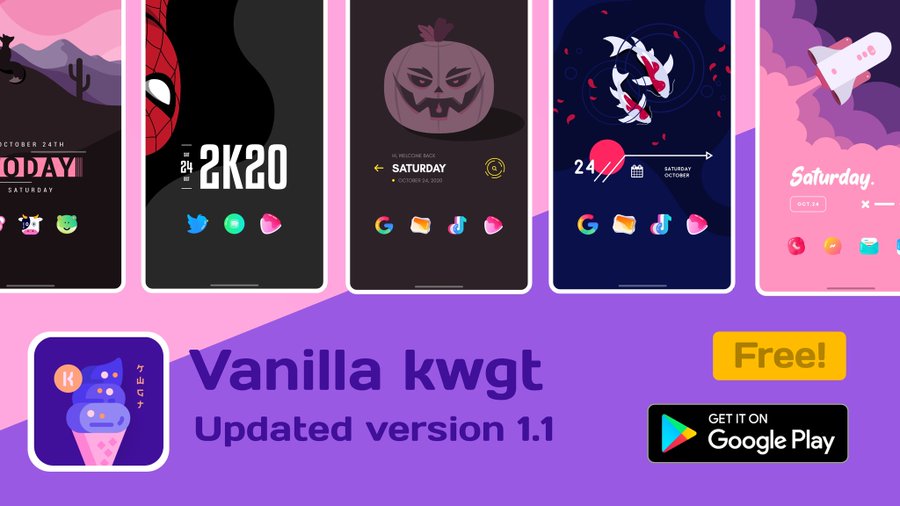 OCTOBER 24TH
TODAY
SATURDAY
SAT
24
OCT
2K20
HI, WELCOME BACK
SATURDAY
OCTOBER 24, 2020
24
SATURDAY
OCTOBER
Saturday.
OCT.24
Vanilla kwgt
Updated version 1.1
Free!
GET IT ON
Google Play
K